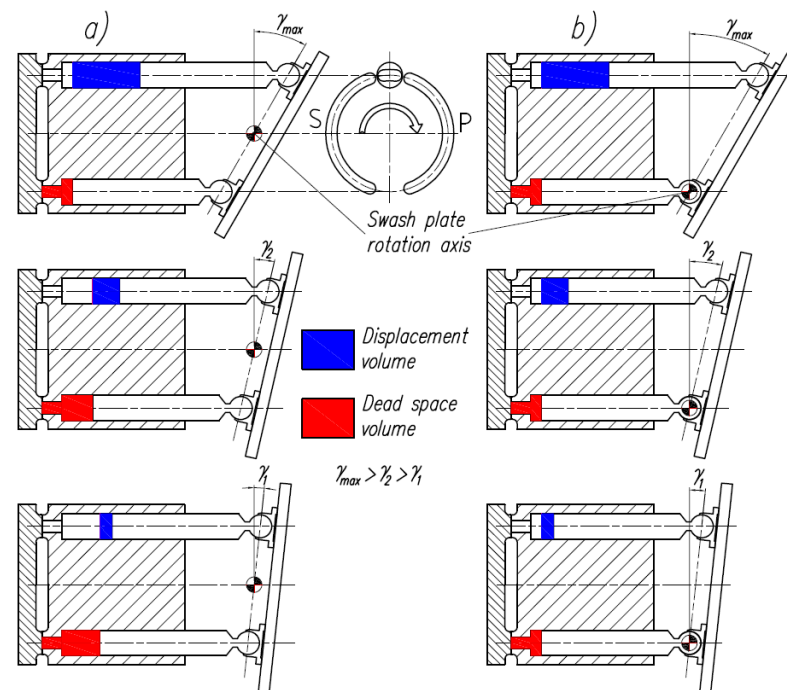 a)
γmax
b)
γmax
S
P
Swash plate
rotation axis
γ2
γ2
Displacement
volume
Dead space
volume
γ1
γmax > γ2 > γ1
γ1